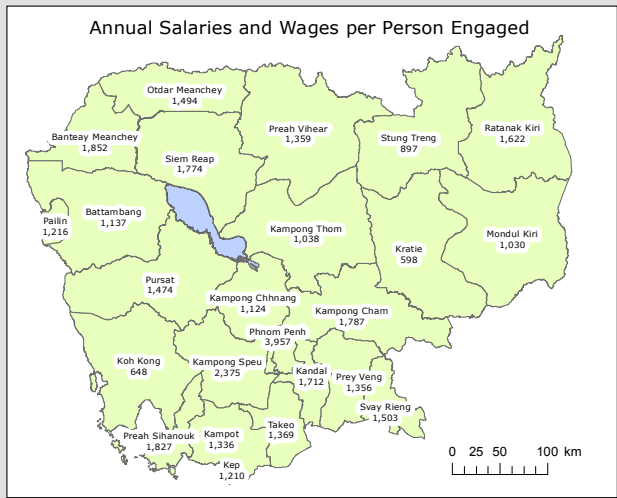 Annual Salaries and Wages per Person Engaged
Otdar Meanchey
1,494
Banteay Meanchey
1,852
Siem Reap
1,774
Preah Vihear
1,359
Stung Treng
897
Ratanak Kiri
1,622
Pailin
1,216
Battambang
1,137
Kampong Thom
1,038
Kratie
598
Mondul Kiri
1,030
Pursat
1,474
Kampong Chhnang
1,124
Kampong Cham
1,787
Phnom Penh
3,957
Koh Kong
648
Kampong Speu
2,375
Kandal
1,712
Prey Veng
1,356
Svay Rieng
1,503
Preah Sihanouk
1,827
Kampot
1,336
Takeo
1,369
Kep
1,210
0 25 50 100 km